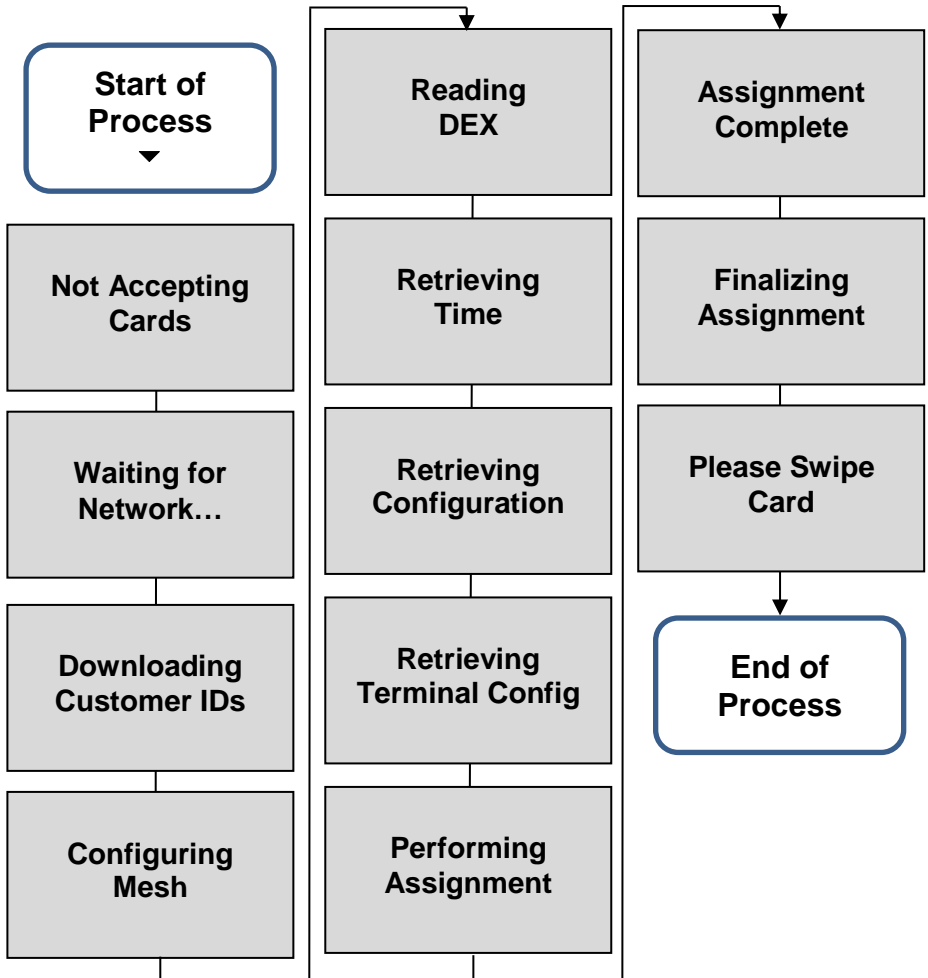 Start of
Process
Not Accepting
Cards
Waiting for
Network…
Downloading
Customer IDs
Configuring
Mesh
Reading
DEX
Retrieving
Time
Retrieving
Configuration
Retrieving
Terminal Config
Performing
Assignment
Assignment
Complete
Finalizing
Assignment
Please Swipe
Card
End of
Process